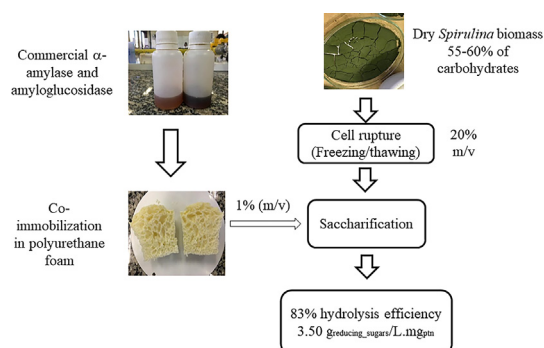 Commercial α-
amylase and
amyloglucosidase
Dry Spirulina biomass
55-60% of
carbohydrates
Cell rupture
(Freezing/thawing)
20%
m/v
Co-
immobilization
in polyurethane
foam
1% (m/v)
Saccharification
83% hydrolysis efficiency
3.50 greducing_sugars/L.mgptn